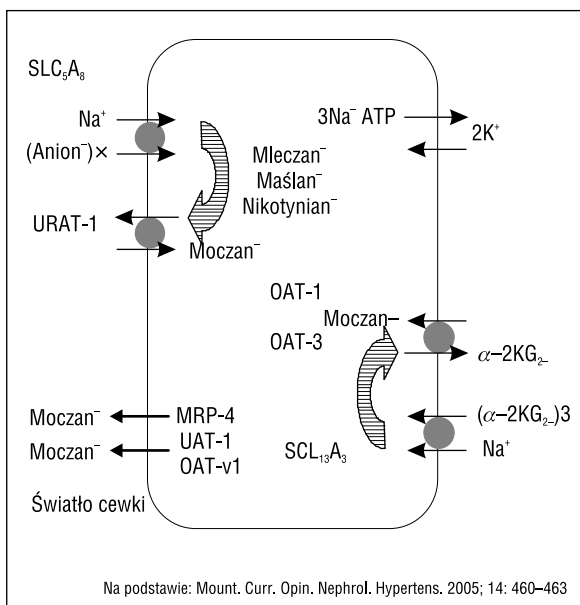 SLC₅A₈
Na⁺
(Anion⁻)×
3Na⁻ ATP
2K⁺
Mleczan⁻
Maślan⁻
Nikotynian⁻
URAT-1
Moczan⁻
OAT-1
Moczan–
OAT-3
α–2KG₂₋
Moczan⁻
MRP-4
(α–2KG₂₋)3
Moczan⁻
UAT-1
OAT-v1
SCL₁₃A₃
Na⁺
Światło cewki
Na podstawie: Mount. Curr. Opin. Nephrol. Hypertens. 2005; 14: 460–463